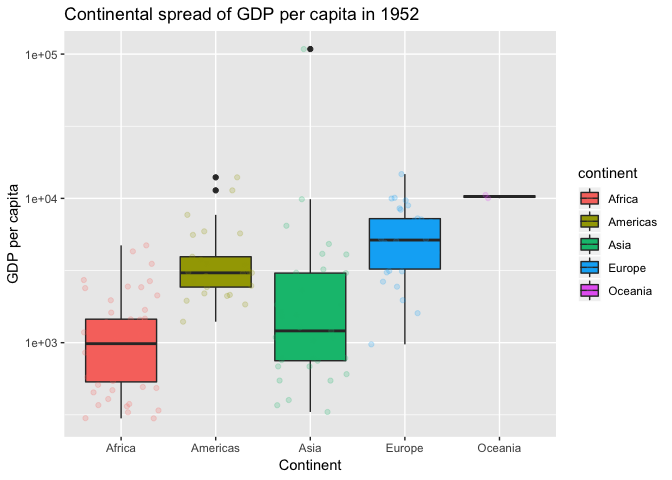 Continental spread of GDP per capita in 1952
GDP per capita
1e+05
1e+04
1e+03
Africa
Americas
Asia
Europe
Oceania
Continent
continent
Africa
Americas
Asia
Europe
Oceania